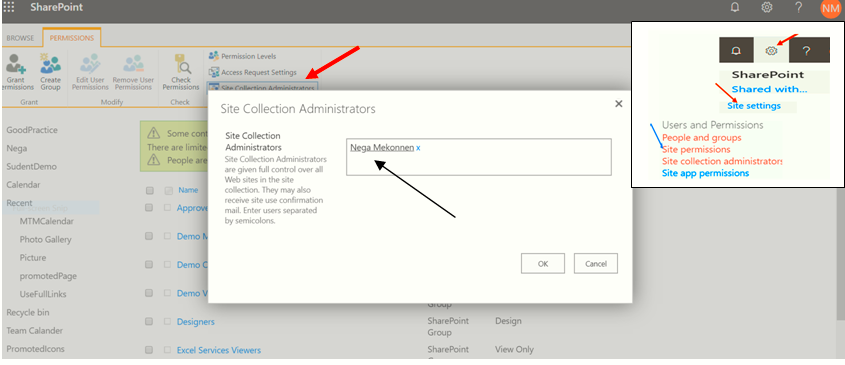 SharePoint
NM
BROWSE
PERMISSIONS
Grant
Permissions
Create
Group
Edit User
Permissions
Remove User
Permissions
Check
Permissions
Permission Levels
Access Request Settings
Site Collection Administrators
Grant
Modify
Check
GoodPractice
Nega
SudentDemo
Calendar
Recent
MTMCalendar
Photo Gallery
Picture
promotedPage
UseFullLinks
Recycle bin
Team Calander
PromotedIcons
Some cont
There are limite
People are
Name
Approve
Demo M
Demo C
Demo V
Designers
Excel Services Viewers
Group
SharePoint
Group
Design
SharePoint
View Only
Site Collection Administrators
Site Collection
Administrators
Site Collection Administrators
are given full control over all
Web sites in the site
collection. They may also
receive site use confirmation
mail. Enter users separated
by semicolons.
Nega Mekonnen x
OK
Cancel
?
SharePoint
Shared with...
Site settings
Users and Permissions
People and groups
Site permissions
Site collection administrators
Site app permissions